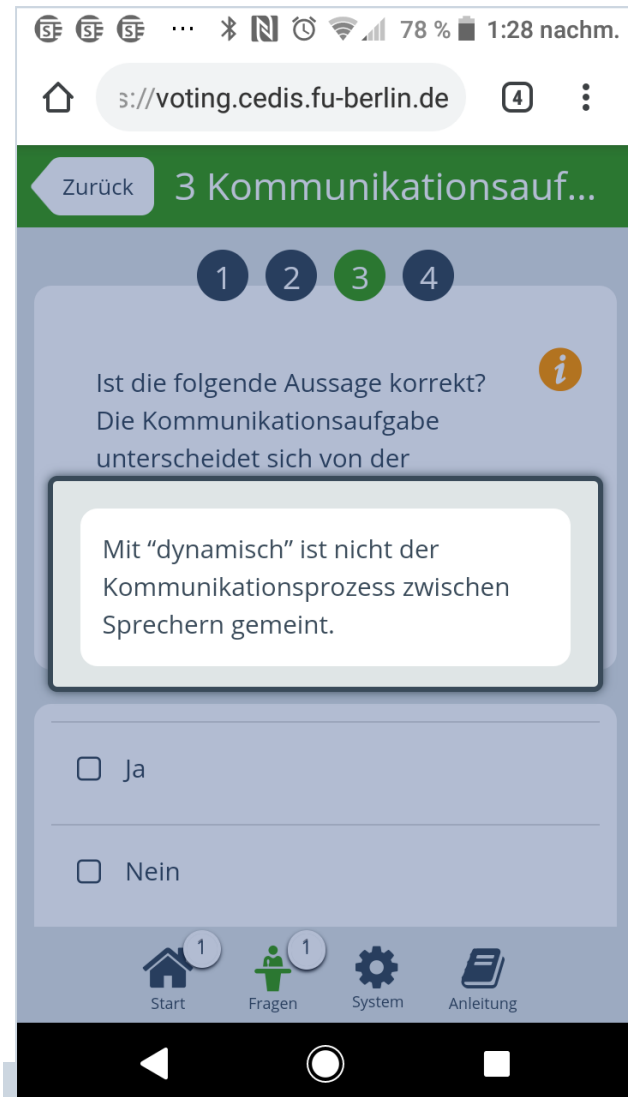 78 % 1:28 nachm.
s://voting.cedis.fu-berlin.de 4
Zurück 3 Kommunikationsauf...
1 2 3 4
Ist die folgende Aussage korrekt?
Die Kommunikationsaufgabe
unterscheidet sich von der
Mit “dynamisch” ist nicht der
Kommunikationsprozess zwischen
Sprechern gemeint.
Ja
Nein
1 1
Start Fragen System Anleitung